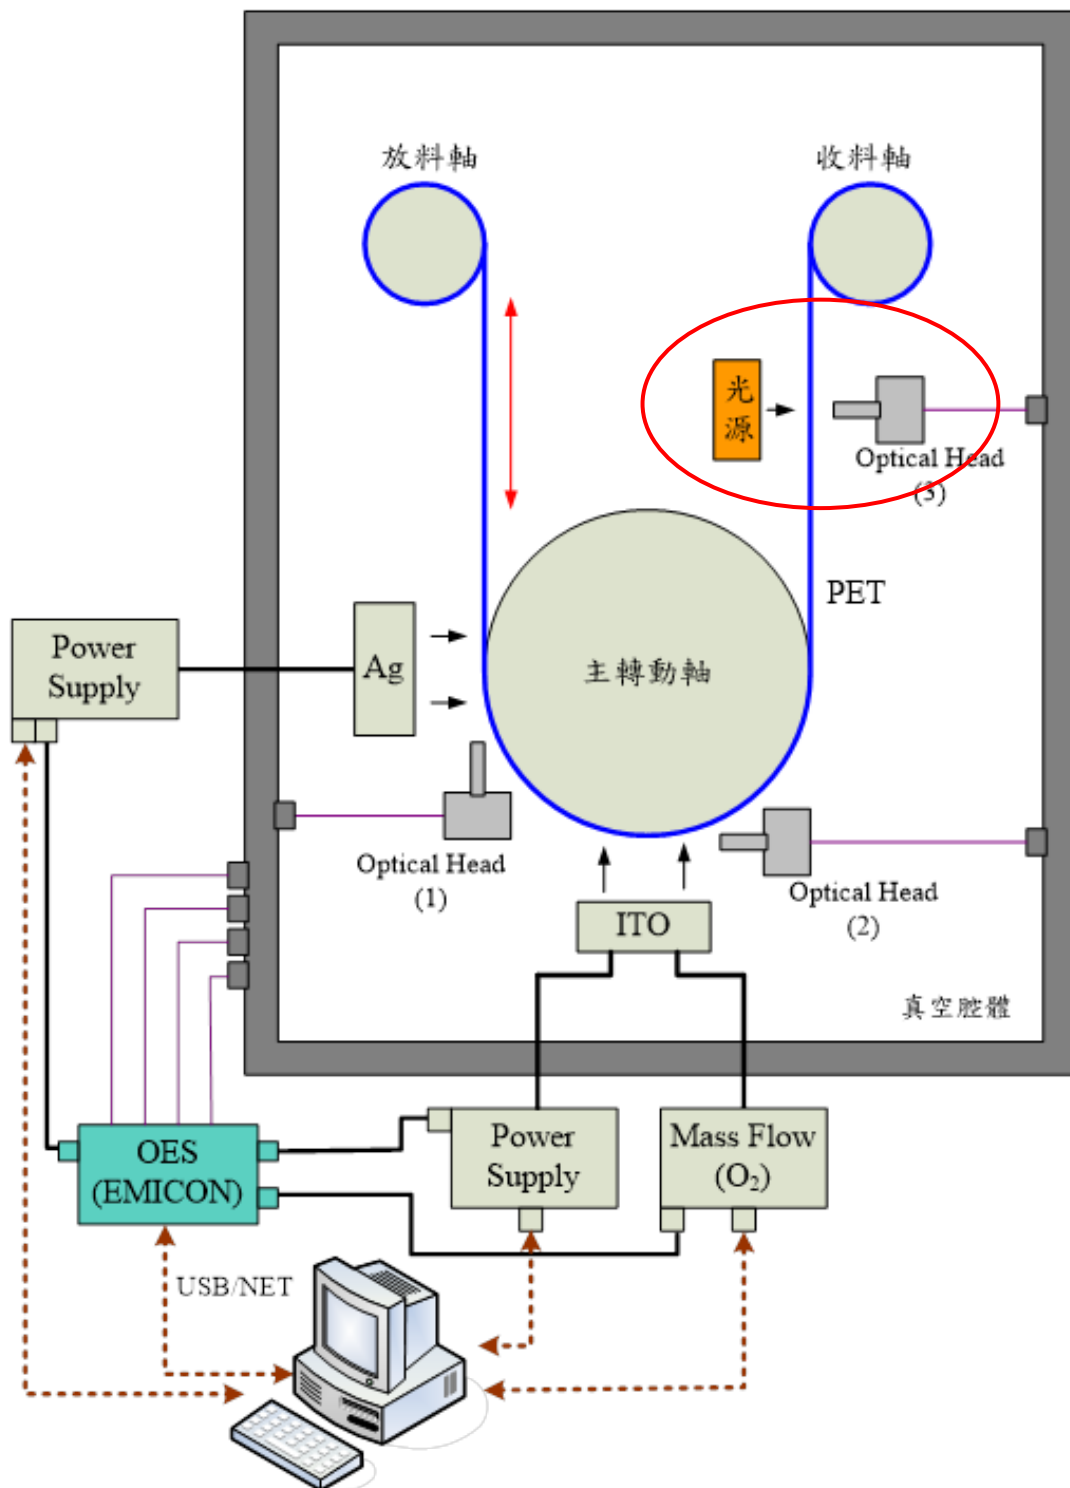 放料軸
收料軸
光
源
Optical Head
(3)
PET
Power
Supply
Ag
主轉動軸
Optical Head
(1)
Optical Head
(2)
ITO
真空腔體
OES
(EMICON)
Power
Supply
Mass Flow
(O₂)
USB/NET